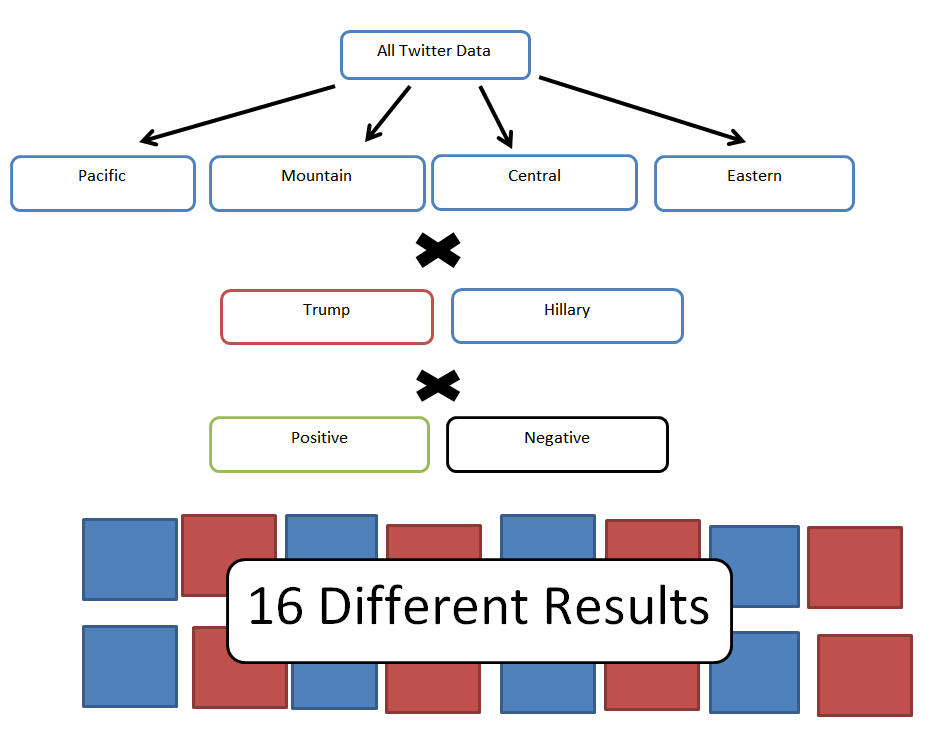 All Twitter Data
Pacific
Mountain
Central
Eastern
Trump
Hillary
Positive
Negative
16 Different Results